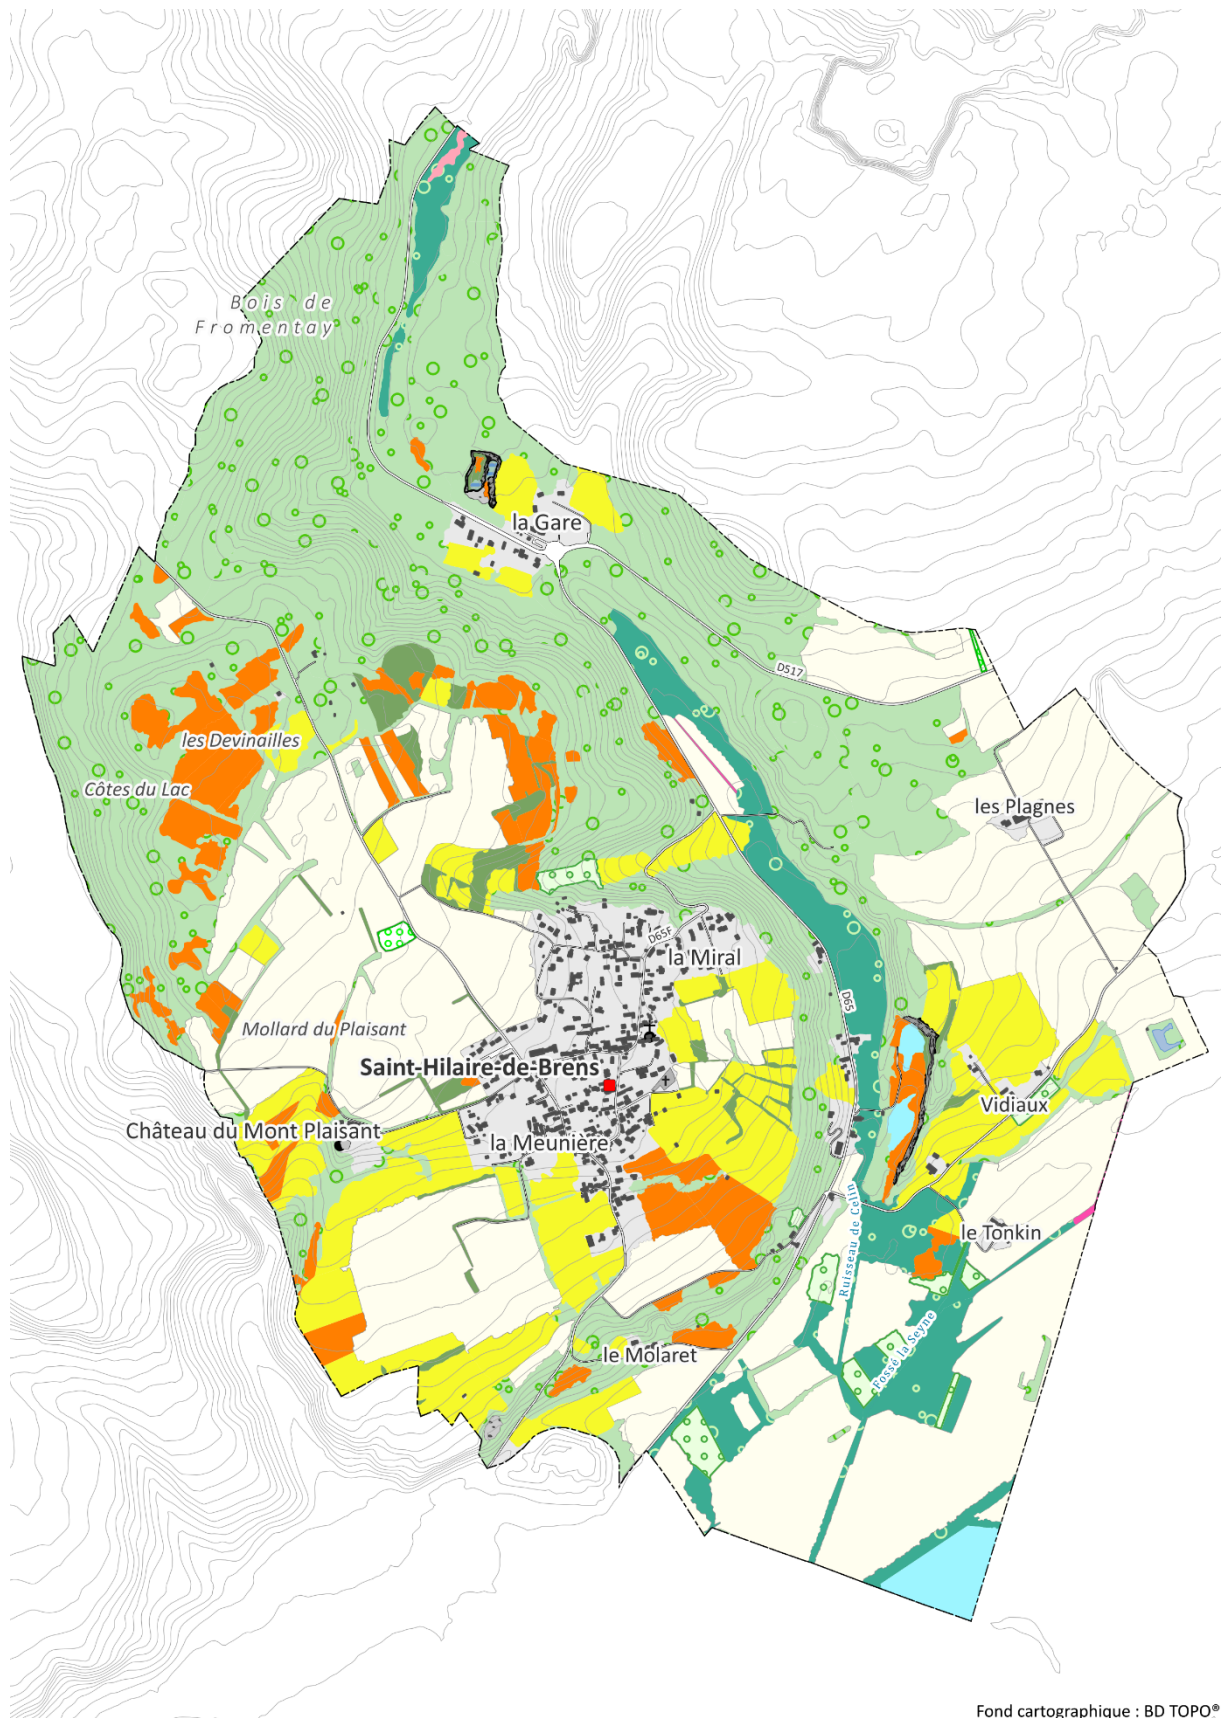 Bois de
Fromentay
la Gare
D517
les Devinailles
Côtes du Lac
les Plagnes
D65F
la Miral
D65
Mollard du Plaisant
Saint-Hilaire-de-Brens
Vidiaux
Château du Mont Plaisant
la Meunière
Ruisseau de Celin
le Tonkin
Fossé la Seyne
le Molaret
Fond cartographique : BD TOPO®